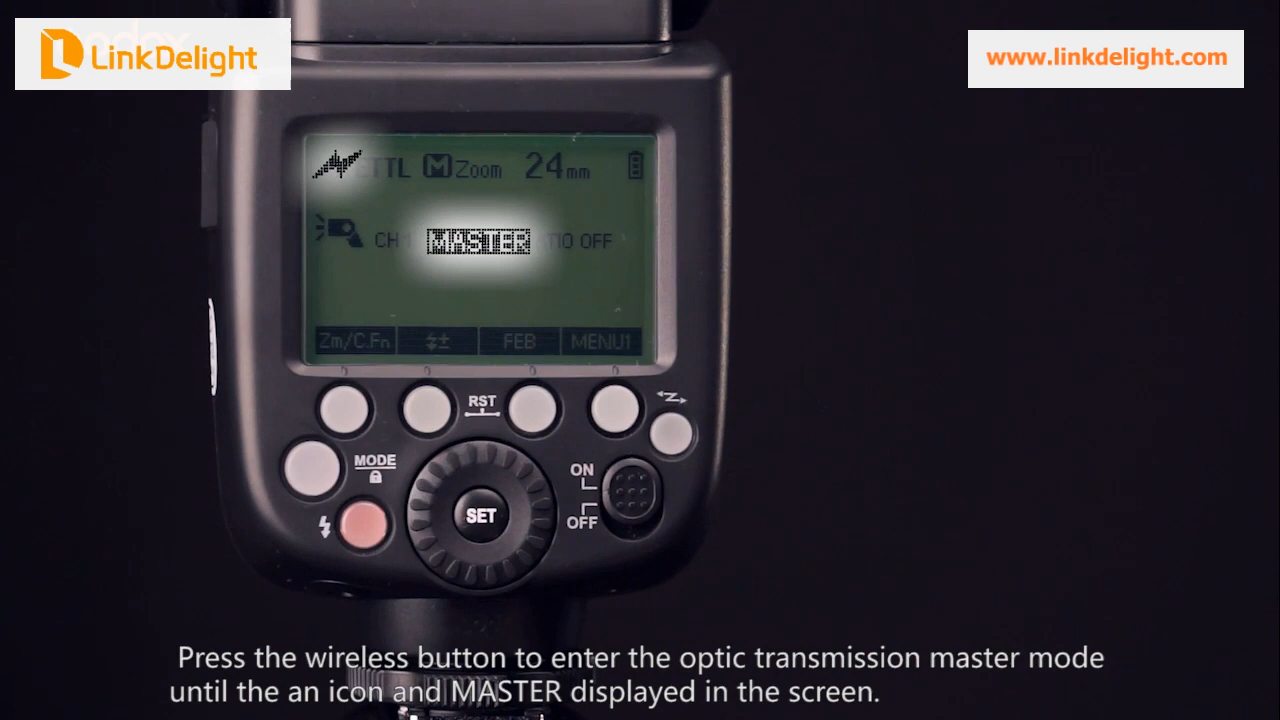 LinkDelight
www.linkdelight.com
ETTL M Zoom 24mm
CH MASTER TIO OFF
Zm/C.Fn FEB MENU1
RST
MODE
ON
SET
OFF
Press the wireless button to enter the optic transmission master mode
until the an icon and MASTER displayed in the screen.